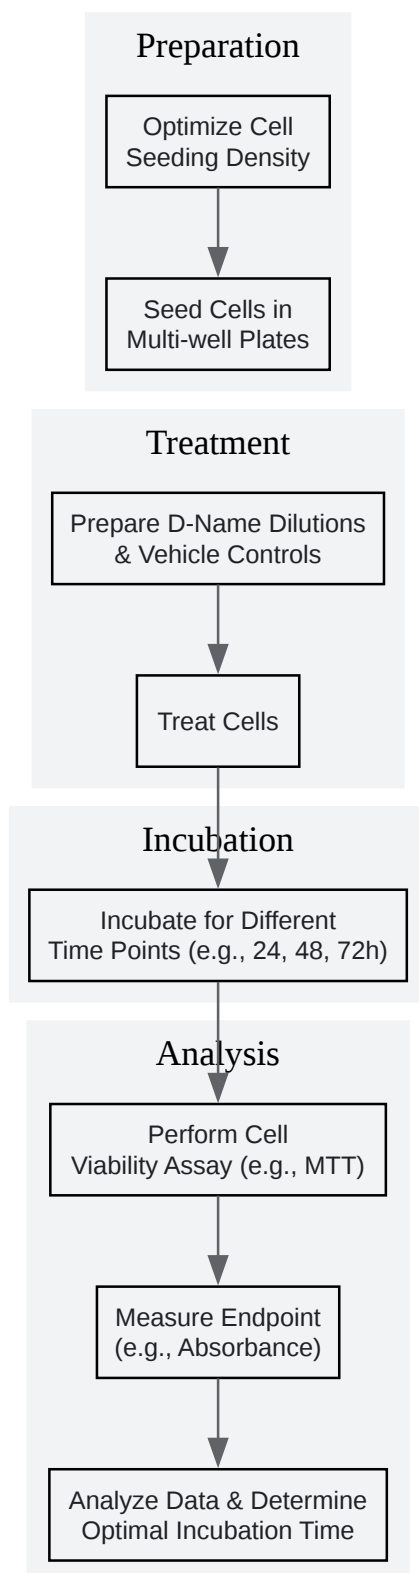 Preparation
Optimize Cell
Seeding Density
Seed Cells in
Multi-well Plates
Treatment
Prepare D-Name Dilutions
& Vehicle Controls
Treat Cells
Incubation
Incubate for Different
Time Points (e.g., 24, 48, 72h)
Analysis
Perform Cell
Viability Assay (e.g., MTT)
Measure Endpoint
(e.g., Absorbance)
Analyze Data & Determine
Optimal Incubation Time